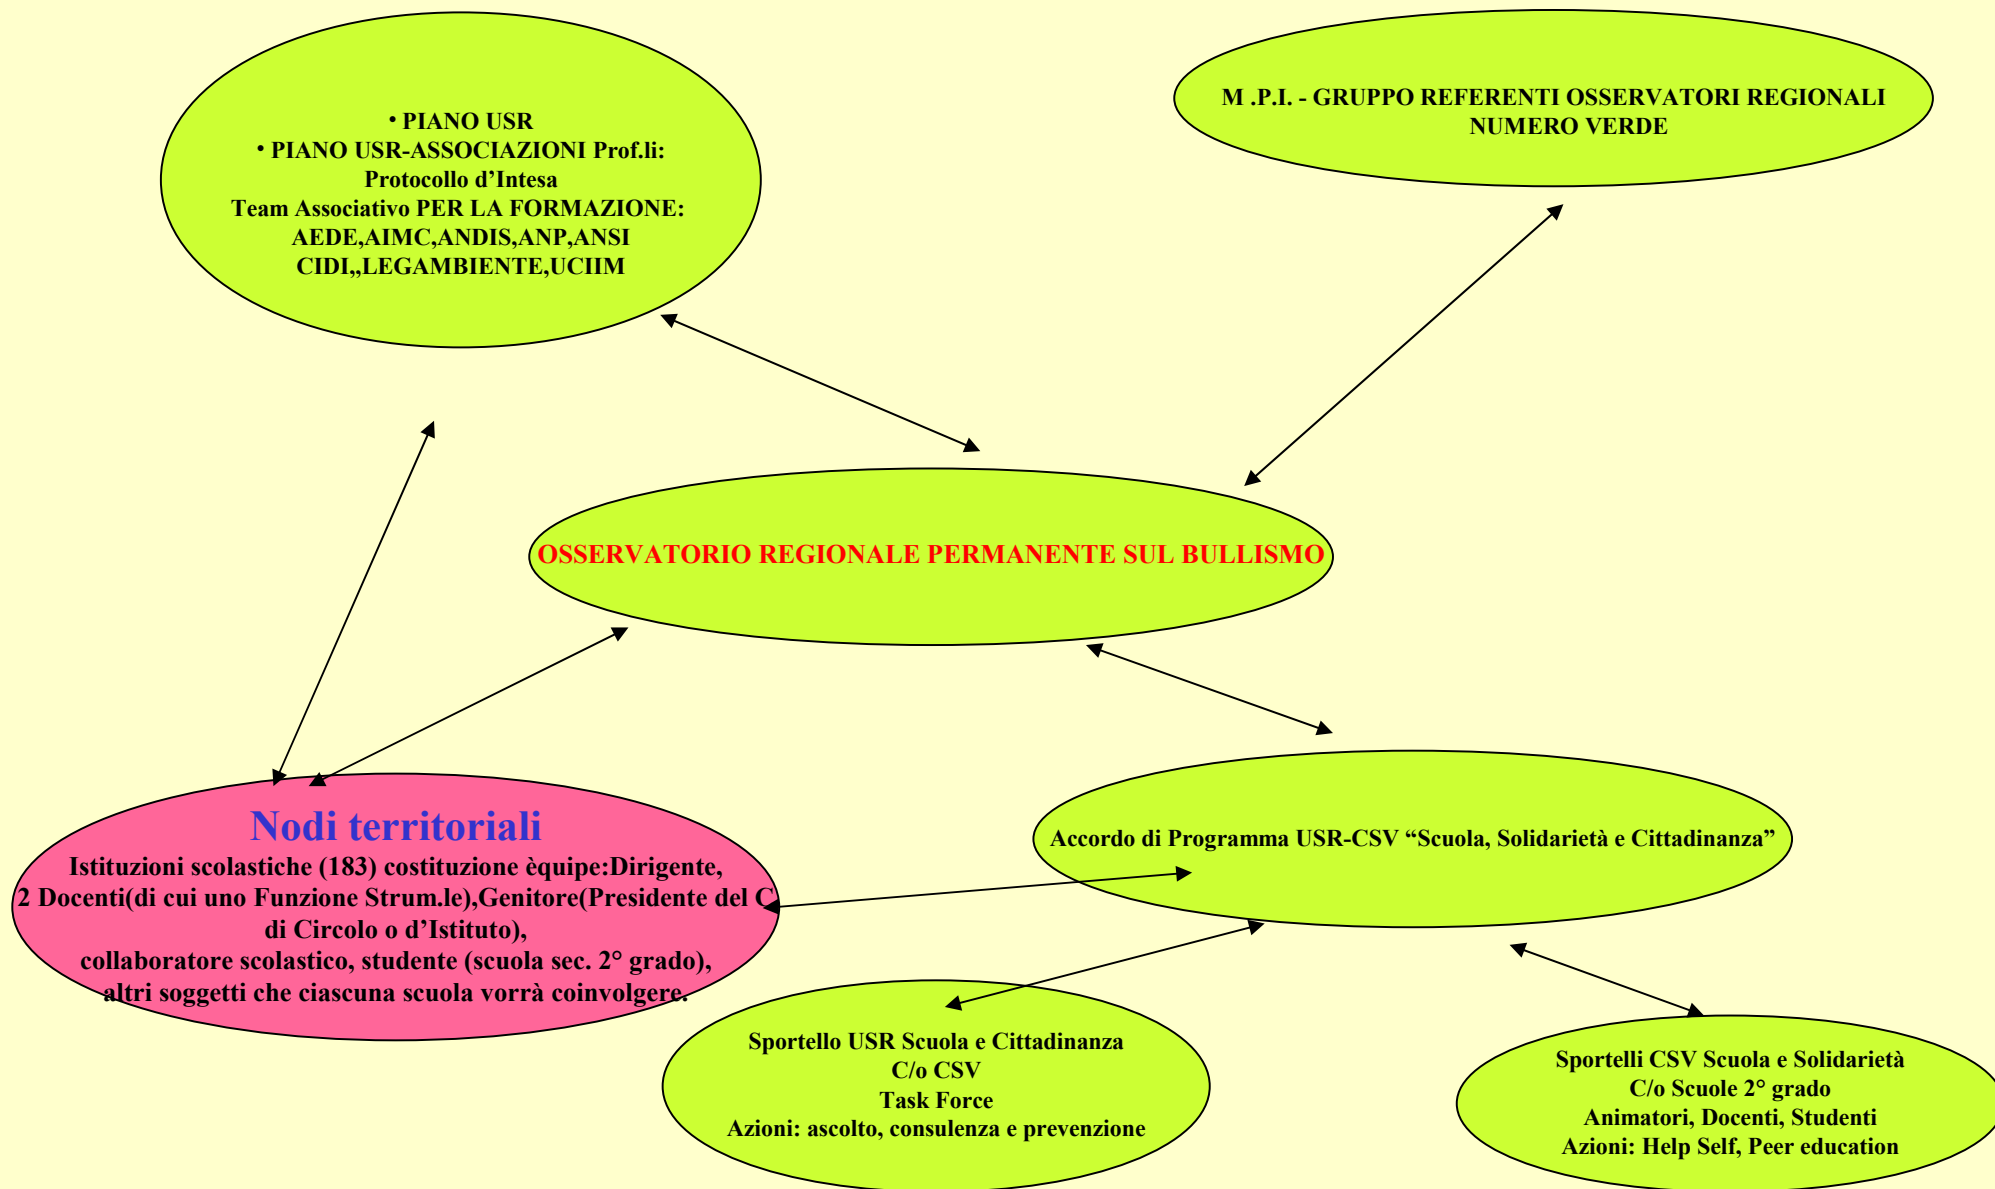 • PIANO USR
• PIANO USR-ASSOCIAZIONI Prof.li:
Protocollo d’Intesa
Team Associativo PER LA FORMAZIONE:
AEDE,AIMC,ANDIS,ANP,ANSI
CIDI,,LEGAMBIENTE,UCIIM
M .P.I. - GRUPPO REFERENTI OSSERVATORI REGIONALI
NUMERO VERDE
OSSERVATORIO REGIONALE PERMANENTE SUL BULLISMO
Nodi territoriali
Istituzioni scolastiche (183) costituzione èquipe:Dirigente,
2 Docenti(di cui uno Funzione Strum.le),Genitore(Presidente del C
di Circolo o d’Istituto),
collaboratore scolastico, studente (scuola sec. 2° grado),
altri soggetti che ciascuna scuola vorrà coinvolgere.
Accordo di Programma USR-CSV “Scuola, Solidarietà e Cittadinanza”
Sportello USR Scuola e Cittadinanza
C/o CSV
Task Force
Azioni: ascolto, consulenza e prevenzione
Sportelli CSV Scuola e Solidarietà
C/o Scuole 2° grado
Animatori, Docenti, Studenti
Azioni: Help Self, Peer education